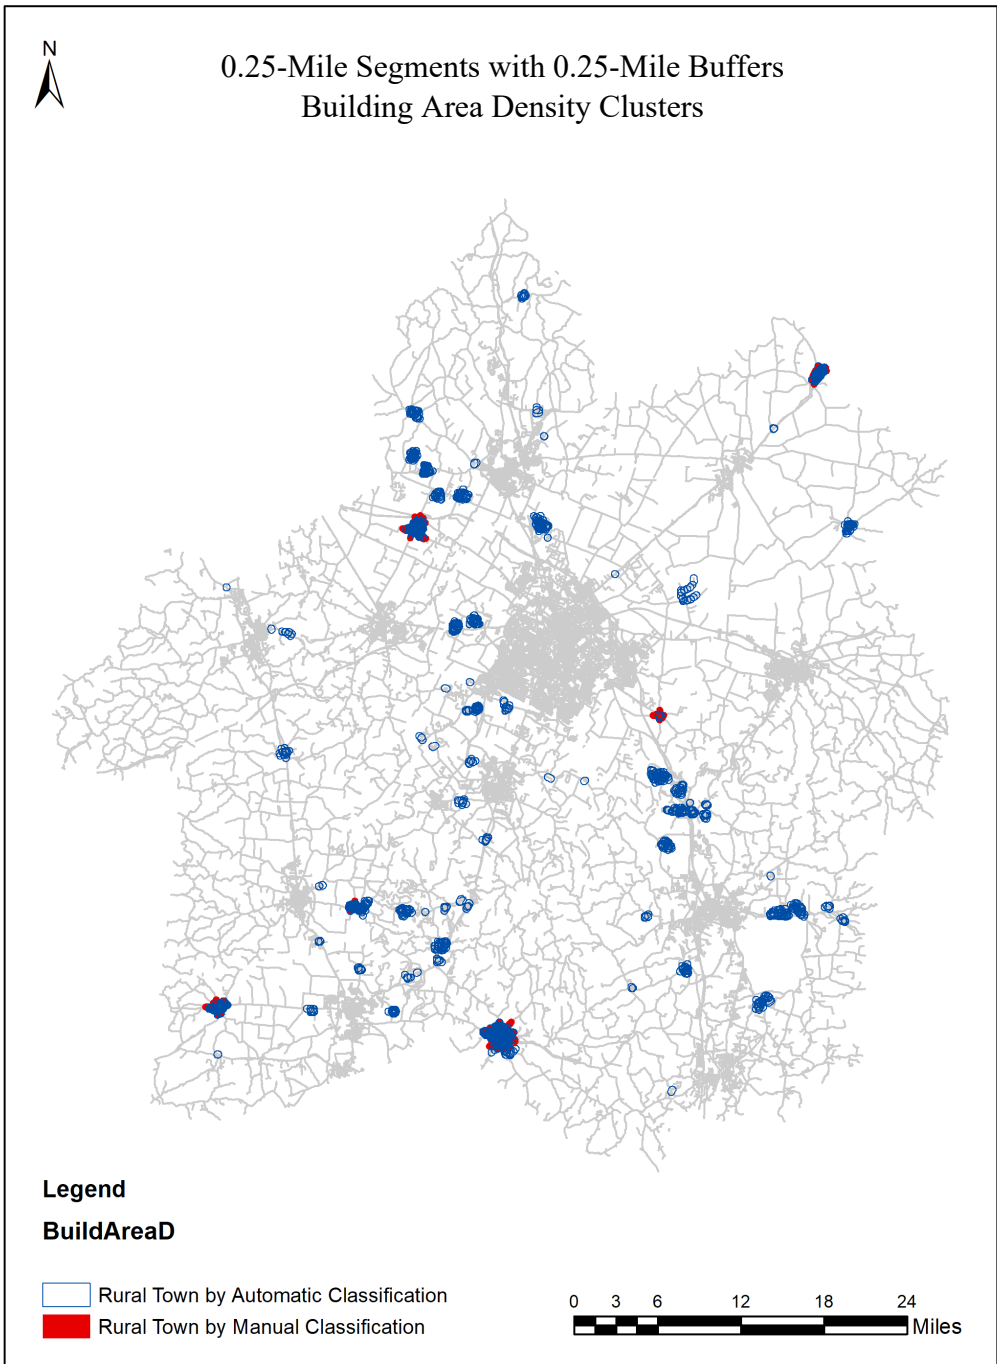 N
0.25-Mile Segments with 0.25-Mile Buffers
Building Area Density Clusters
Legend
BuildAreaD
Rural Town by Automatic Classification
Rural Town by Manual Classification
0 3 6 12 18 24
Miles